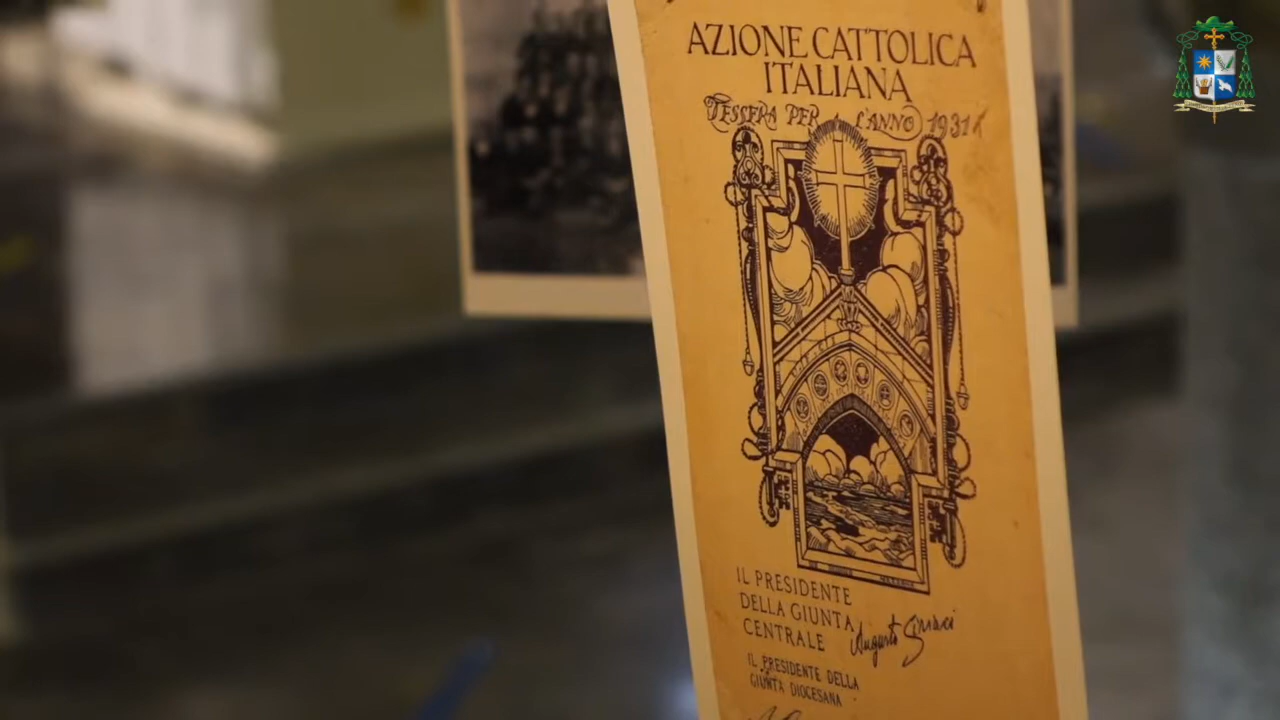 AZIONE CATTOLICA
ITALIANA
TESSERA PER L'ANNO 1931
IL PRESIDENTE
DELLA GIUNTA
CENTRALE Augusto Ciriaci
IL PRESIDENTE DELLA
GIUNTA DIOCESANA